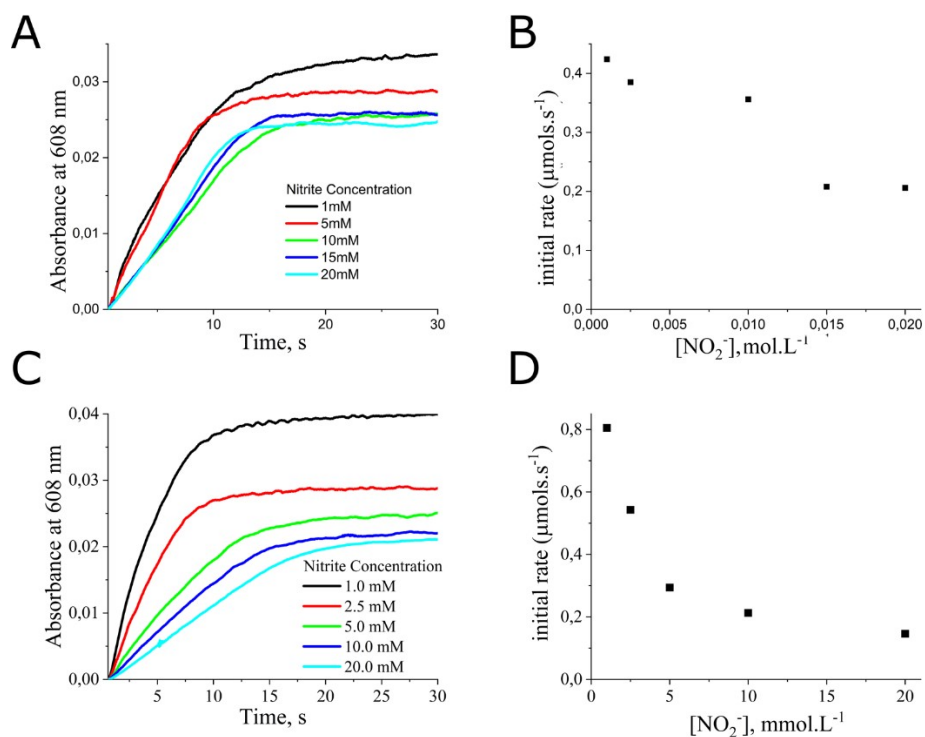 A
Absorbance at 608 nm
0,03
0,02
0,01
0,00
10
20
30
Time, s
Nitrite Concentration
1mM
5mM
10mM
15mM
20mM
B
initial rate (µmols.s⁻¹)
0,4
0,2
0,1
0,0
0,000
0,005
0,010
0,015
0,020
[NO₂⁻], mol.L⁻¹
C
Absorbance at 608 nm
0,04
0,03
0,02
0,01
0,00
5
10
15
20
25
30
Time, s
Nitrite Concentration
1.0 mM
2.5 mM
5.0 mM
10.0 mM
20.0 mM
D
initial rate (µmols.s⁻¹)
0,8
0,6
0,4
0,2
0,0
0
5
10
15
20
[NO₂⁻], mmol.L⁻¹